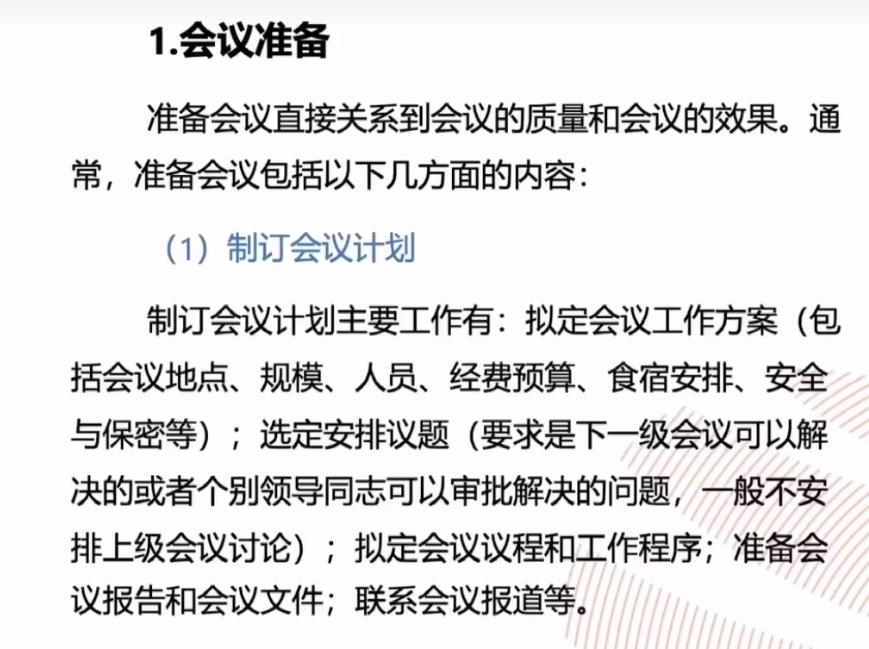 1.会议准备
准备会议直接关系到会议的质量和会议的效果。通
常，准备会议包括以下几方面的内容：
（1）制订会议计划
制订会议计划主要工作有：拟定会议工作方案（包
括会议地点、规模、人员、经费预算、食宿安排、安全
与保密等）；选定安排议题（要求是下一级会议可以解
决的或者个别领导同志可以审批解决的问题，一般不安
排上级会议讨论）；拟定会议议程和工作程序；准备会
议报告和会议文件；联系会议报道等。